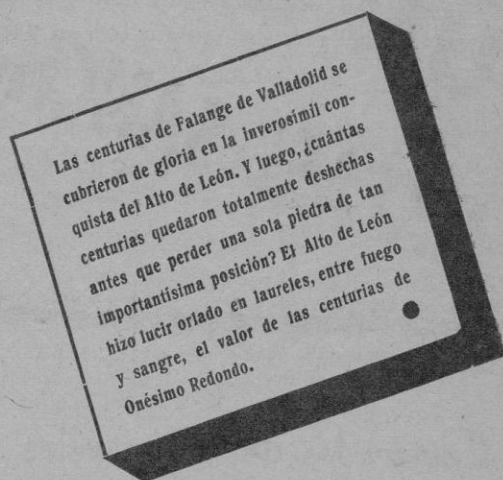 Las centurias de Falange de Valladolid se
cubrieron de gloria en la inverosímil con-
quista del Alto de León. Y luego, ¿cuántas
centurias quedaron totalmente deshechas
antes que perder una sola piedra de tan
importantísima posición? El Alto de León
hizo lucir orlado en laureles, entre fuego
y sangre, el valor de las centurias de
Onésimo Redondo.